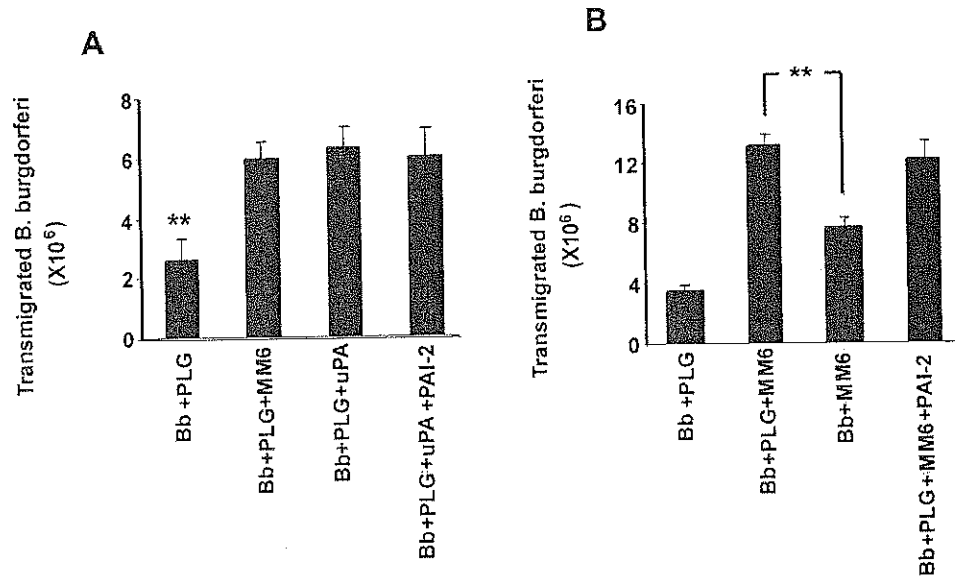 A
Transmigrated B. burgdorferi
(X10⁶)
8
6
4
2
0
**
Bb+PLG
Bb+PLG+MM6
Bb+PLG+uPA
Bb+PLG+uPA+PAI-2
B
Transmigrated B. burgdorferi
(X10⁶)
16
12
8
4
0
**
Bb+PLG
Bb+PLG+MM6
Bb+MM6
Bb+PLG+MM6+PAI-2